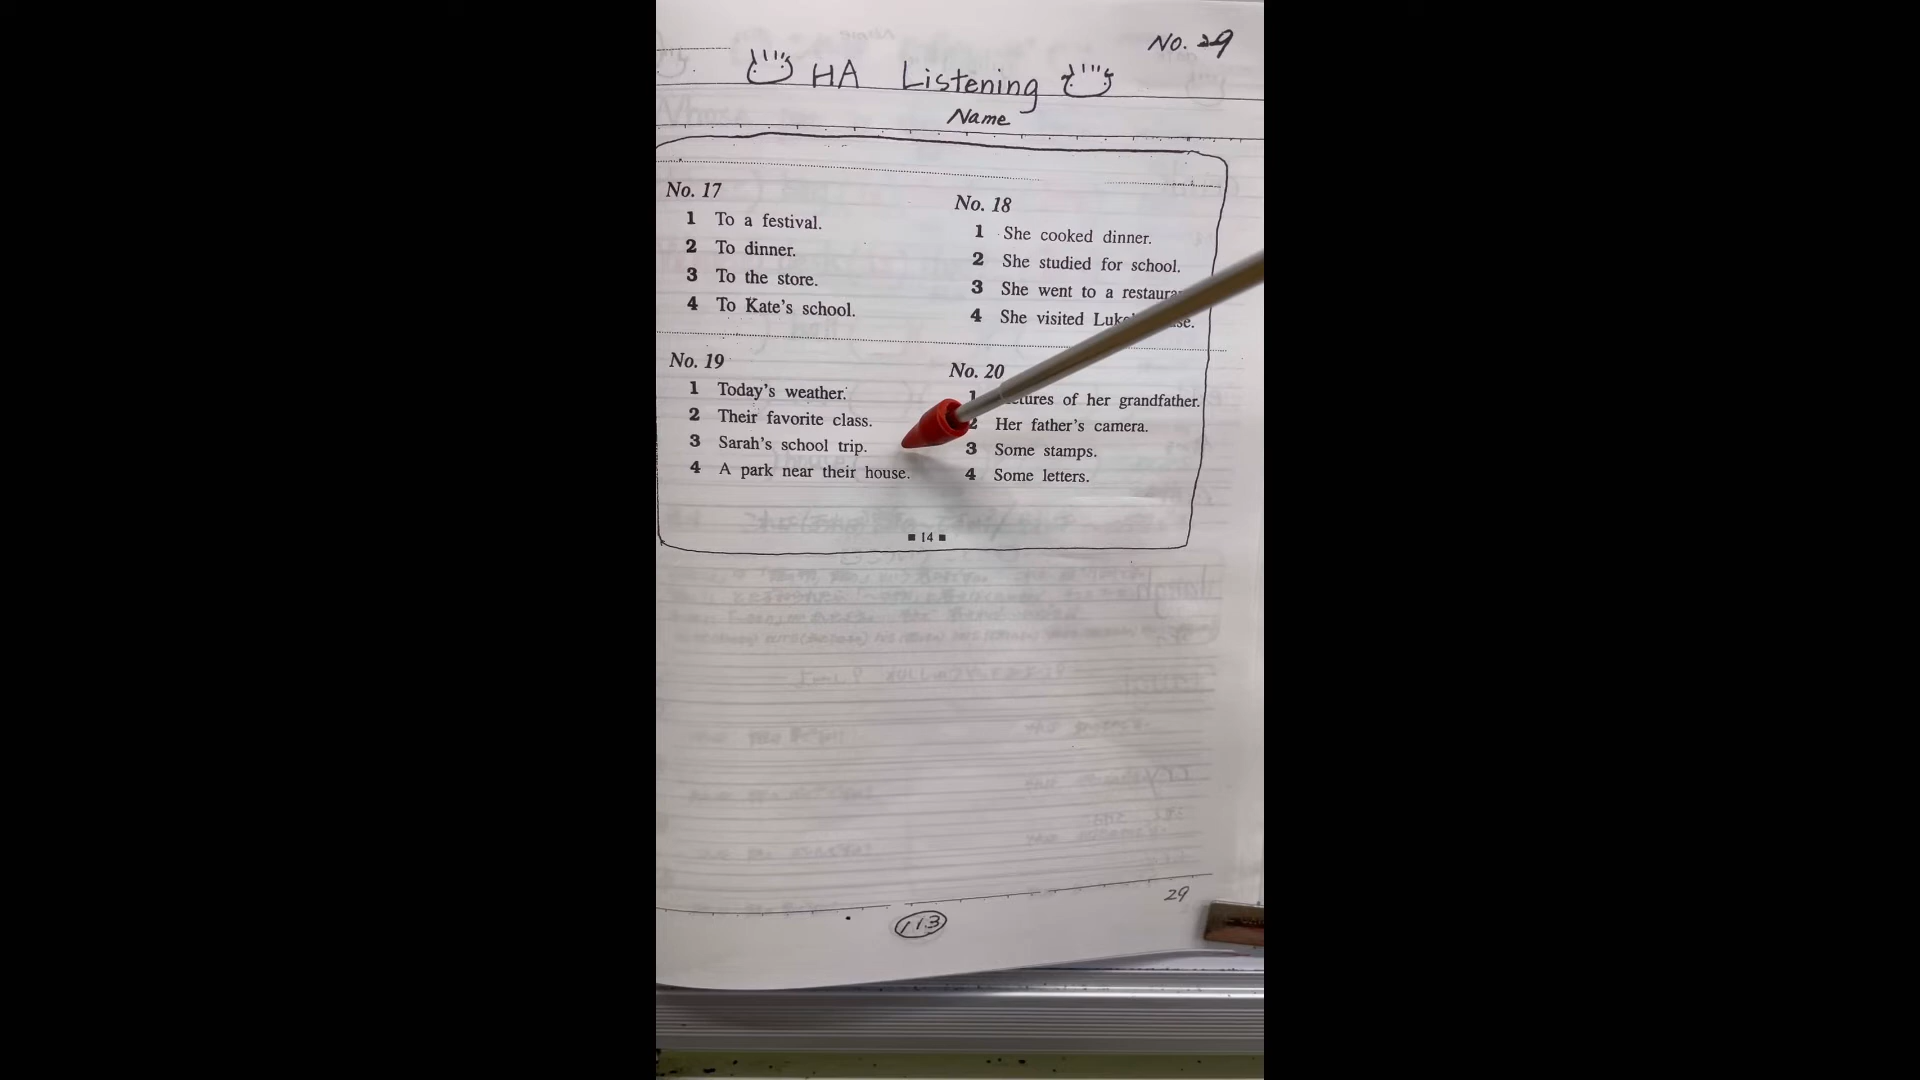 No. 29
HA Listening
Name
No. 17
1 To a festival.
2 To dinner.
3 To the store.
4 To Kate's school.
No. 18
1 She cooked dinner.
2 She studied for school.
3 She went to a
4 She visited
No. 19
1 Today's weather.
2 Their favorite class.
3 Sarah's school trip.
4 A park near their house.
No. 20
1 of her grandfather.
2 Her father's camera.
3 Some stamps.
4 Some letters.
■ 14 ■
29
113